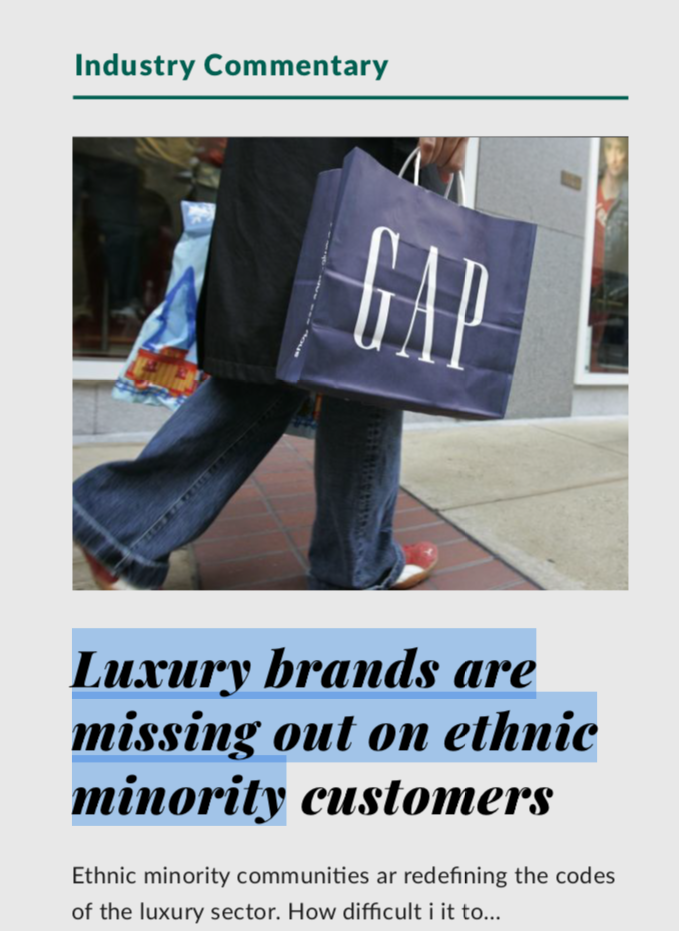 Industry Commentary
GAP
Luxury brands are
missing out on ethnic
minority customers
Ethnic minority communities ar redefining the codes
of the luxury sector. How difficult i it to...